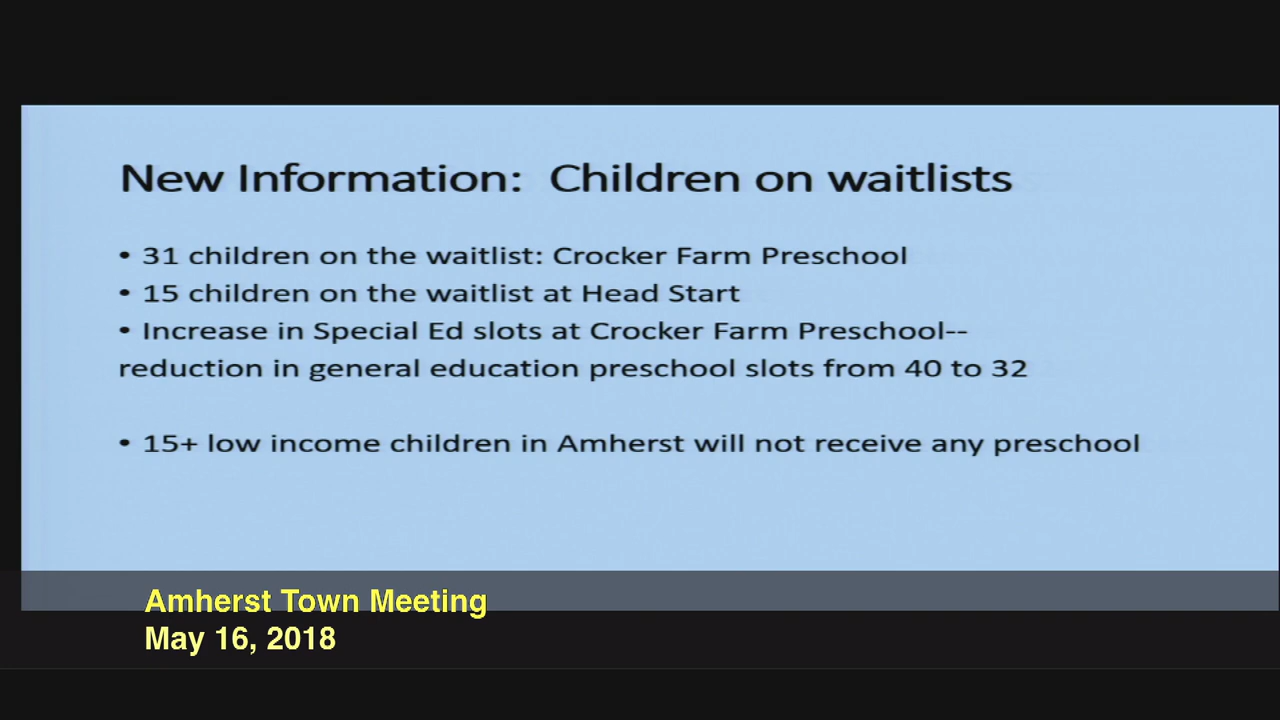 New Information: Children on waitlists
• 31 children on the waitlist: Crocker Farm Preschool
• 15 children on the waitlist at Head Start
• Increase in Special Ed slots at Crocker Farm Preschool--
reduction in general education preschool slots from 40 to 32
• 15+ low income children in Amherst will not receive any preschool
Amherst Town Meeting
May 16, 2018